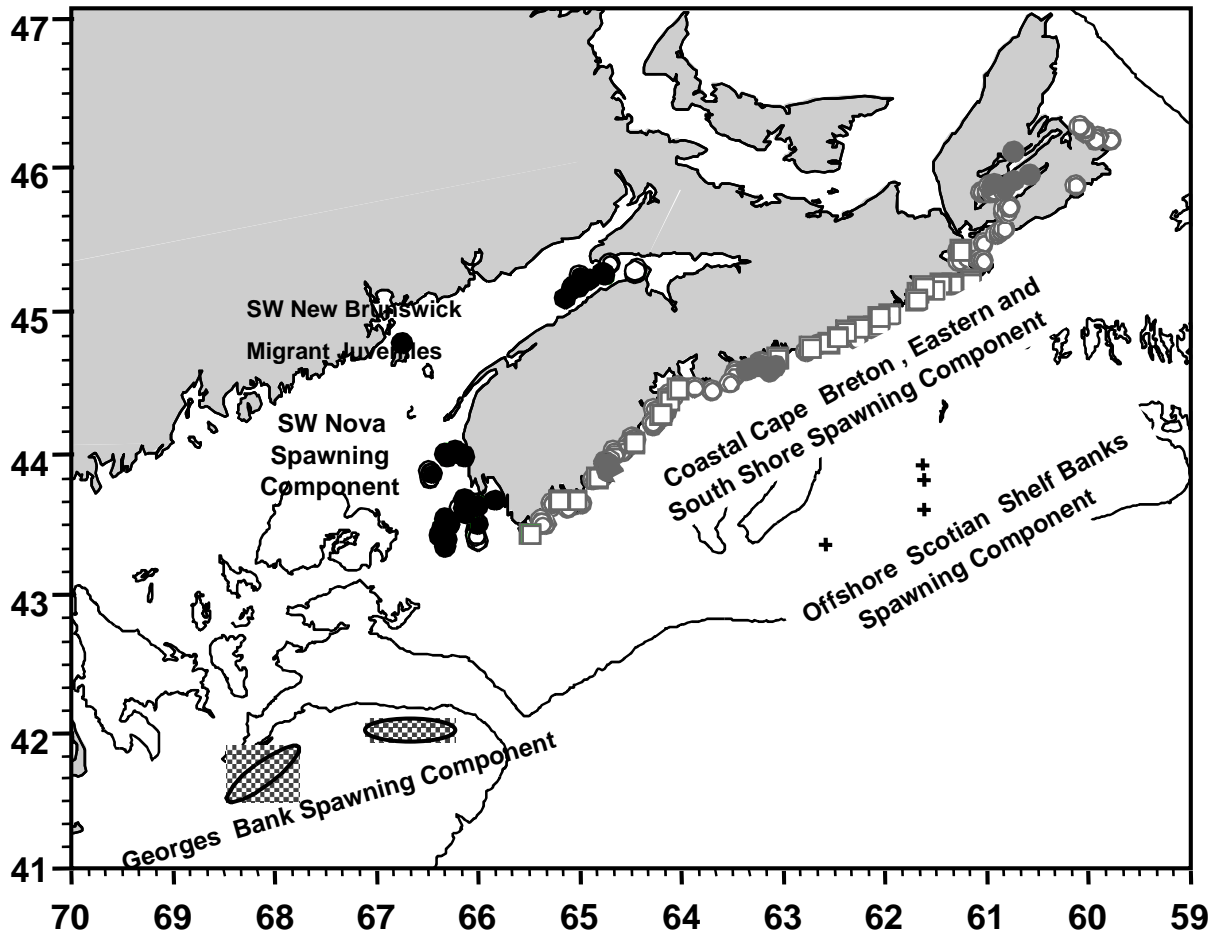 47
46
45
44
43
42
41
SW New Brunswick
Migrant Juveniles
SW Nova
Spawning
Component
Coastal Cape Breton , Eastern and
South Shore Spawning Component
Offshore Scotian Shelf Banks
Spawning Component
Georges Bank Spawning Component
70 69 68 67 66 65 64 63 62 61 60 59